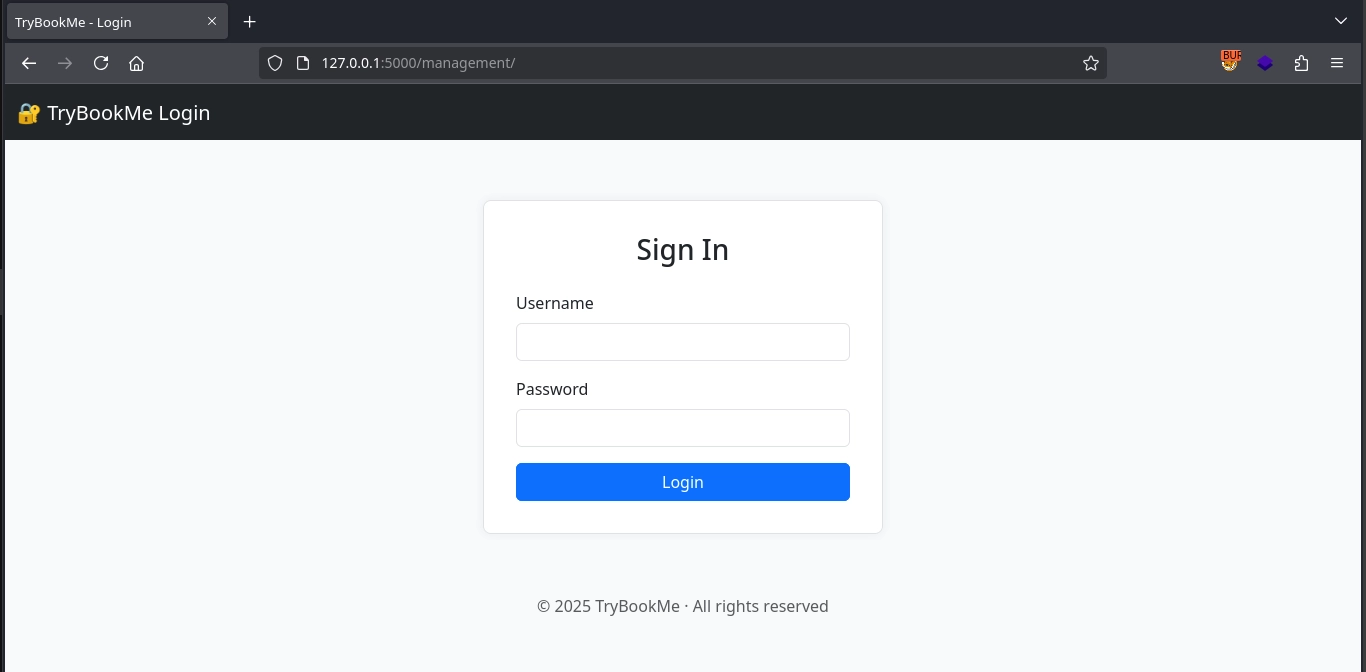 TryBookMe - Login
127.0.0.1:5000/management/
BUR
🔐 TryBookMe Login
Sign In
Username
Password
Login
© 2025 TryBookMe · All rights reserved